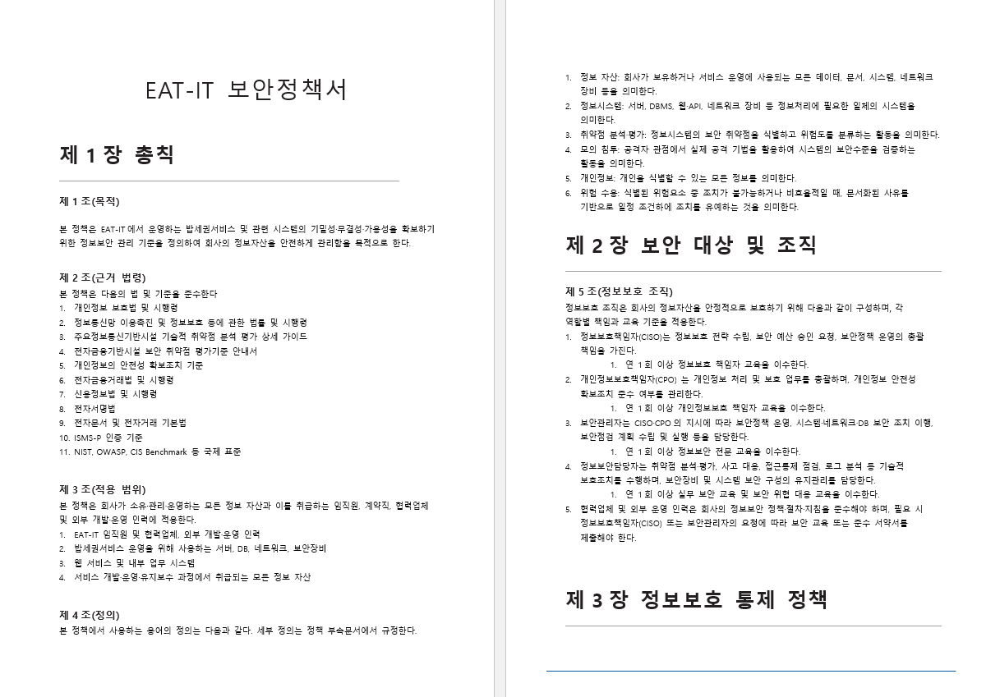 EAT-IT 보안정책서
제 1 장 총칙
제 1 조(목적)
본 정책은 EAT-IT 에서 운영하는 밥세권서비스 및 관련 시스템의 기밀성·무결성·가용성을 확보하기
위한 정보보안 관리 기준을 정의하여 회사의 정보자산을 안전하게 관리함을 목적으로 한다.
제 2 조(근거 법령)
본 정책은 다음의 법 및 기준을 준수한다
1. 개인정보 보호법 및 시행령
2. 정보통신망 이용촉진 및 정보보호 등에 관한 법률 및 시행령
3. 주요정보통신기반시설 기술적 취약점 분석 평가 상세 가이드
4. 전자금융기반시설 보안 취약점 평가기준 안내서
5. 개인정보의 안전성 확보조치 기준
6. 전자금융거래법 및 시행령
7. 신용정보법 및 시행령
8. 전자서명법
9. 전자문서 및 전자거래 기본법
10. ISMS-P 인증 기준
11. NIST, OWASP, CIS Benchmark 등 국제 표준
제 3 조(적용 범위)
본 정책은 회사가 소유·관리·운영하는 모든 정보 자산과 이를 취급하는 임직원, 계약직, 협력업체
및 외부 개발·운영 인력에 적용한다.
1. EAT-IT 임직원 및 협력업체, 외부 개발·운영 인력
2. 밥세권서비스 운영을 위해 사용하는 서버, DB, 네트워크, 보안장비
3. 웹 서비스 및 내부 업무 시스템
4. 서비스 개발·운영·유지보수 과정에서 취급되는 모든 정보 자산
제 4 조(정의)
본 정책에서 사용하는 용어의 정의는 다음과 같다. 세부 정의는 정책 부속문서에서 규정한다.
1. 정보 자산: 회사가 보유하거나 서비스 운영에 사용되는 모든 데이터, 문서, 시스템, 네트워크
장비 등을 의미한다.
2. 정보시스템: 서버, DBMS, 웹·API, 네트워크 장비 등 정보처리에 필요한 일체의 시스템을
의미한다.
3. 취약점 분석·평가: 정보시스템의 보안 취약점을 식별하고 위험도를 분류하는 활동을 의미한다.
4. 모의 침투: 공격자 관점에서 실제 공격 기법을 활용하여 시스템의 보안수준을 검증하는
활동을 의미한다.
5. 개인정보: 개인을 식별할 수 있는 모든 정보를 의미한다.
6. 위험 수용: 식별된 위험요소 중 조치가 불가능하거나 비효율적일 때, 문서화된 사유를
기반으로 일정 조건하에 조치를 유예하는 것을 의미한다.
제 2 장 보안 대상 및 조직
제 5 조(정보보호 조직)
정보보호 조직은 회사의 정보자산을 안정적으로 보호하기 위해 다음과 같이 구성하며, 각
역할별 책임과 교육 기준을 적용한다.
1. 정보보호책임자(CISO)는 정보보호 전략 수립, 보안 예산 승인 요청, 보안정책 운영의 총괄
책임을 가진다.
1. 연 1 회 이상 정보보호 책임자 교육을 이수한다.
2. 개인정보보호책임자(CPO) 는 개인정보 처리 및 보호 업무를 총괄하며, 개인정보 안전성
확보조치 준수 여부를 관리한다.
1. 연 1 회 이상 개인정보보호 책임자 교육을 이수한다.
3. 보안관리자는 CISO·CPO 의 지시에 따라 보안정책 운영, 시스템·네트워크·DB 보안 조치 이행,
보안점검 계획 수립 및 실행 등을 담당한다.
1. 연 1 회 이상 정보보안 전문 교육을 이수한다.
4. 정보보안담당자는 취약점 분석·평가, 사고 대응, 접근통제 점검, 로그 분석 등 기술적
보호조치를 수행하며, 보안장비 및 시스템 보안 구성의 유지관리를 담당한다.
1. 연 1 회 이상 실무 보안 교육 및 보안 위협 대응 교육을 이수한다.
5. 협력업체 및 외부 운영 인력은 회사의 정보보안 정책·절차·지침을 준수해야 하며, 필요 시
정보보호책임자(CISO) 또는 보안관리자의 요청에 따라 보안 교육 또는 준수 서약서를
제출해야 한다.
제 3 장 정보보호 통제 정책